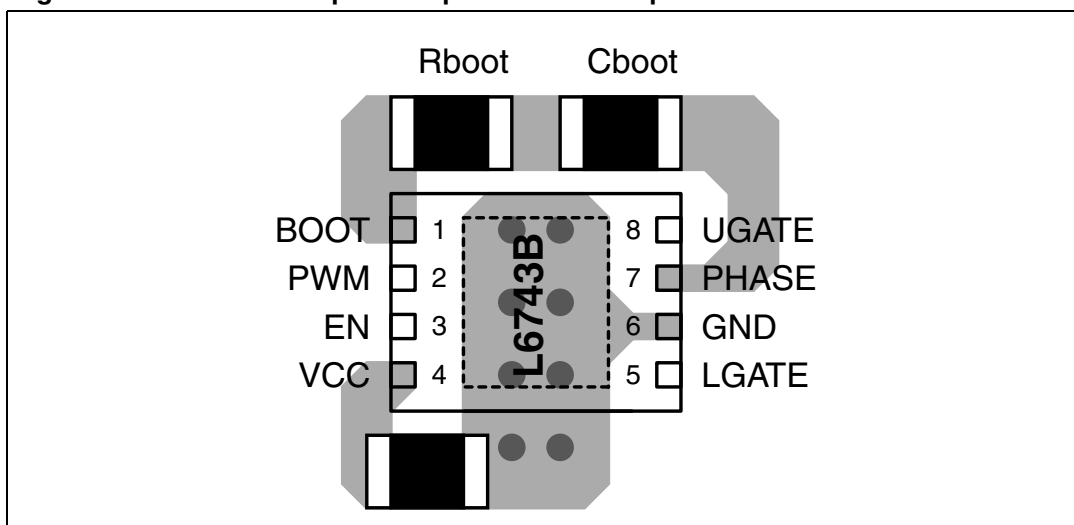 Rboot Cboot
BOOT 1 8 UGATE
PWM 2 7 PHASE
EN 3 6 GND
VCC 4 5 LGATE
L6743B